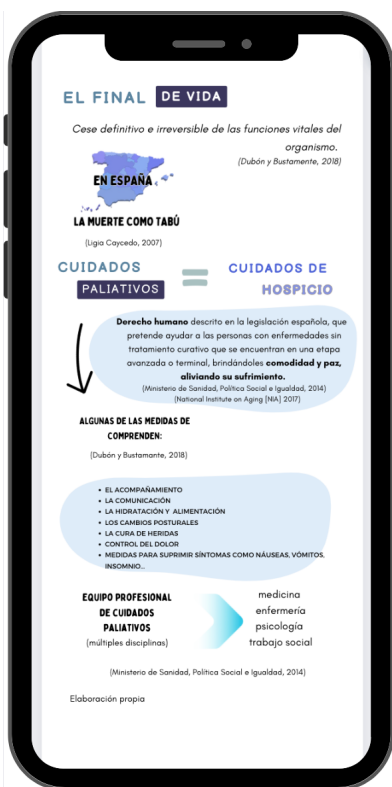 EL FINAL DE VIDA
Cese definitivo e irreversible de las funciones vitales del
organismo.
(Dubón y Bustamente, 2018)
EN ESPAÑA
LA MUERTE COMO TABÚ
(Ligia Caycedo, 2007)
CUIDADOS
PALIATIVOS
=
CUIDADOS DE
HOSPICIO
Derecho humano descrito en la legislación española, que
pretende ayudar a las personas con enfermedades sin
tratamiento curativo que se encuentran en una etapa
avanzada o terminal, brindándoles comodidad y paz,
aliviando su sufrimiento.
(Ministerio de Sanidad, Política Social e Igualdad, 2014)
(National Institute on Aging [NIA] 2017)
ALGUNAS DE LAS MEDIDAS DE
COMPRENDEN:
(Dubón y Bustamante, 2018)
• EL ACOMPAÑAMIENTO
• LA COMUNICACIÓN
• LA HIDRATACIÓN Y ALIMENTACIÓN
• LOS CAMBIOS POSTURALES
• LA CURA DE HERIDAS
• CONTROL DEL DOLOR
• MEDIDAS PARA SUPRIMIR SÍNTOMAS COMO NÁUSEAS, VÓMITOS,
INSOMNIO...
EQUIPO PROFESIONAL
DE CUIDADOS
PALIATIVOS
(múltiples disciplinas)
medicina
enfermería
psicología
trabajo social
(Ministerio de Sanidad, Política Social e Igualdad, 2014)
Elaboración propia